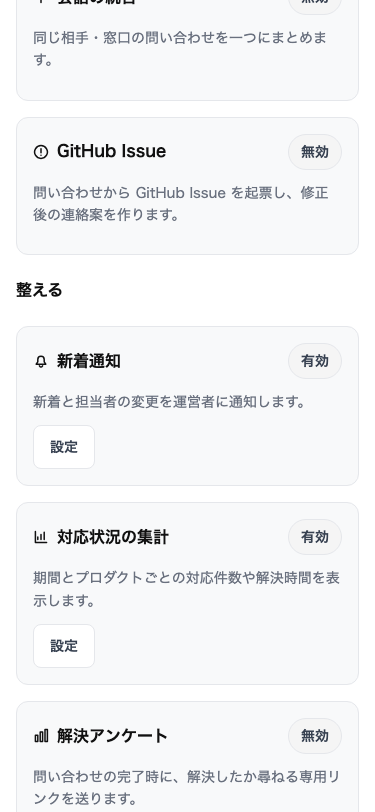 同じ相手・窓口の問い合わせを一つにまとめま
す。
GitHub Issue
無効
問い合わせから GitHub Issue を起票し、修正
後の連絡案を作ります。
整える
新着通知
有効
新着と担当者の変更を運営者に通知します。
設定
対応状況の集計
有効
期間とプロダクトごとの対応件数や解決時間を表
示します。
設定
解決アンケート
無効
問い合わせの完了時に、解決したか尋ねる専用リ
ンクを送ります。